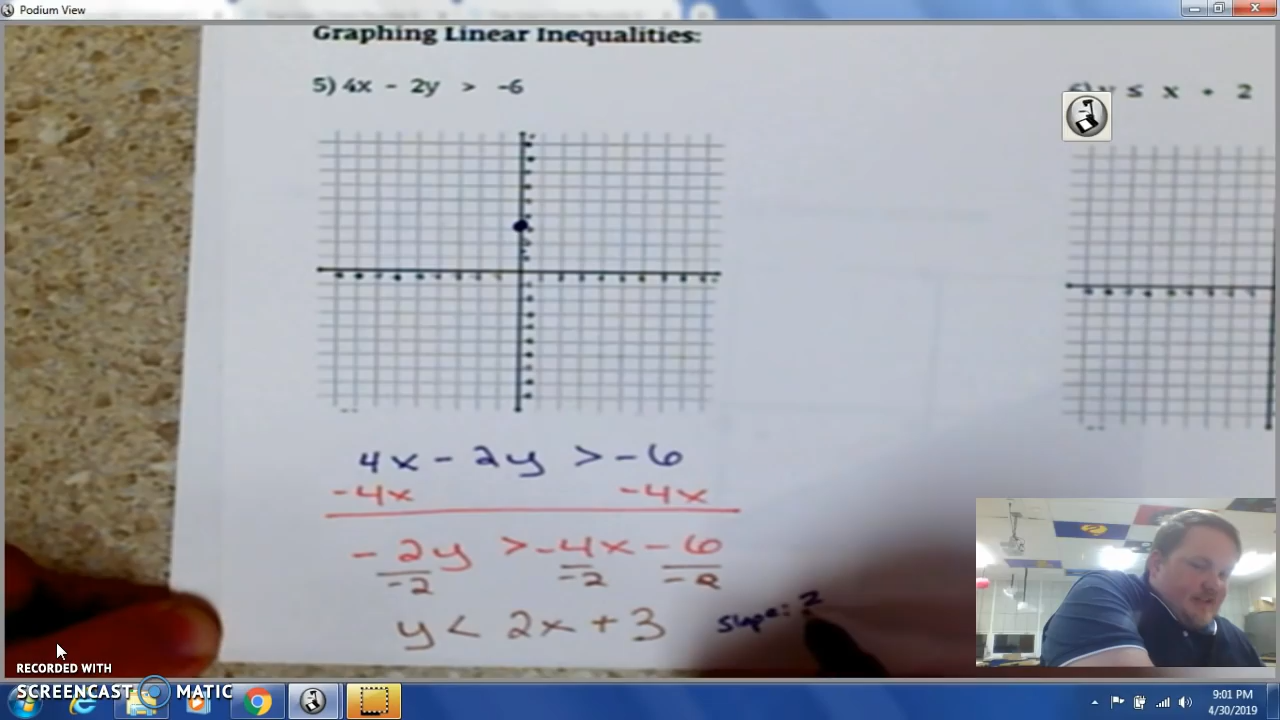 Podium View
Graphing Linear Inequalities:
5) 4x - 2y > -6
≤ x + 2
4x - 2y > -6
-4x -4x
-2y > -4x - 6
-2 -2 -2
y < 2x + 3
slope: 2
RECORDED WITH
SCREENCAST MATIC
9:01 PM
4/30/2019